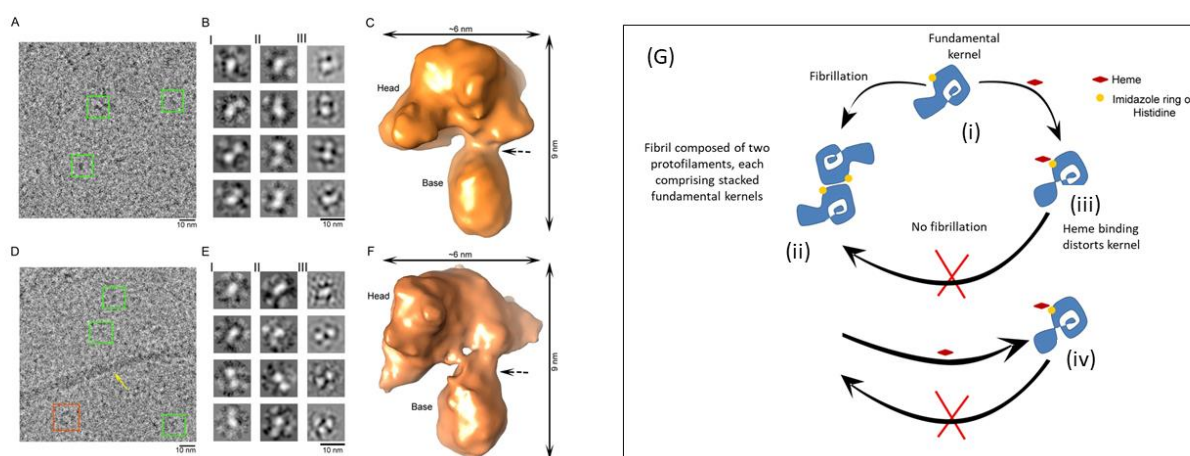 A
10 nm
B
I
II
III
10 nm
C
~6 nm
Head
Base
9 nm
D
10 nm
E
I
II
III
10 nm
F
~6 nm
Head
Base
9 nm
(G)
Fundamental
kernel
Fibrillation
Heme
Imidazole ring o
Histidine
(i)
Fibril composed of two
protofilaments, each
comprising stacked
fundamental kernels
(iii)
No fibrillation
Heme binding
distorts kernel
(ii)
(iv)